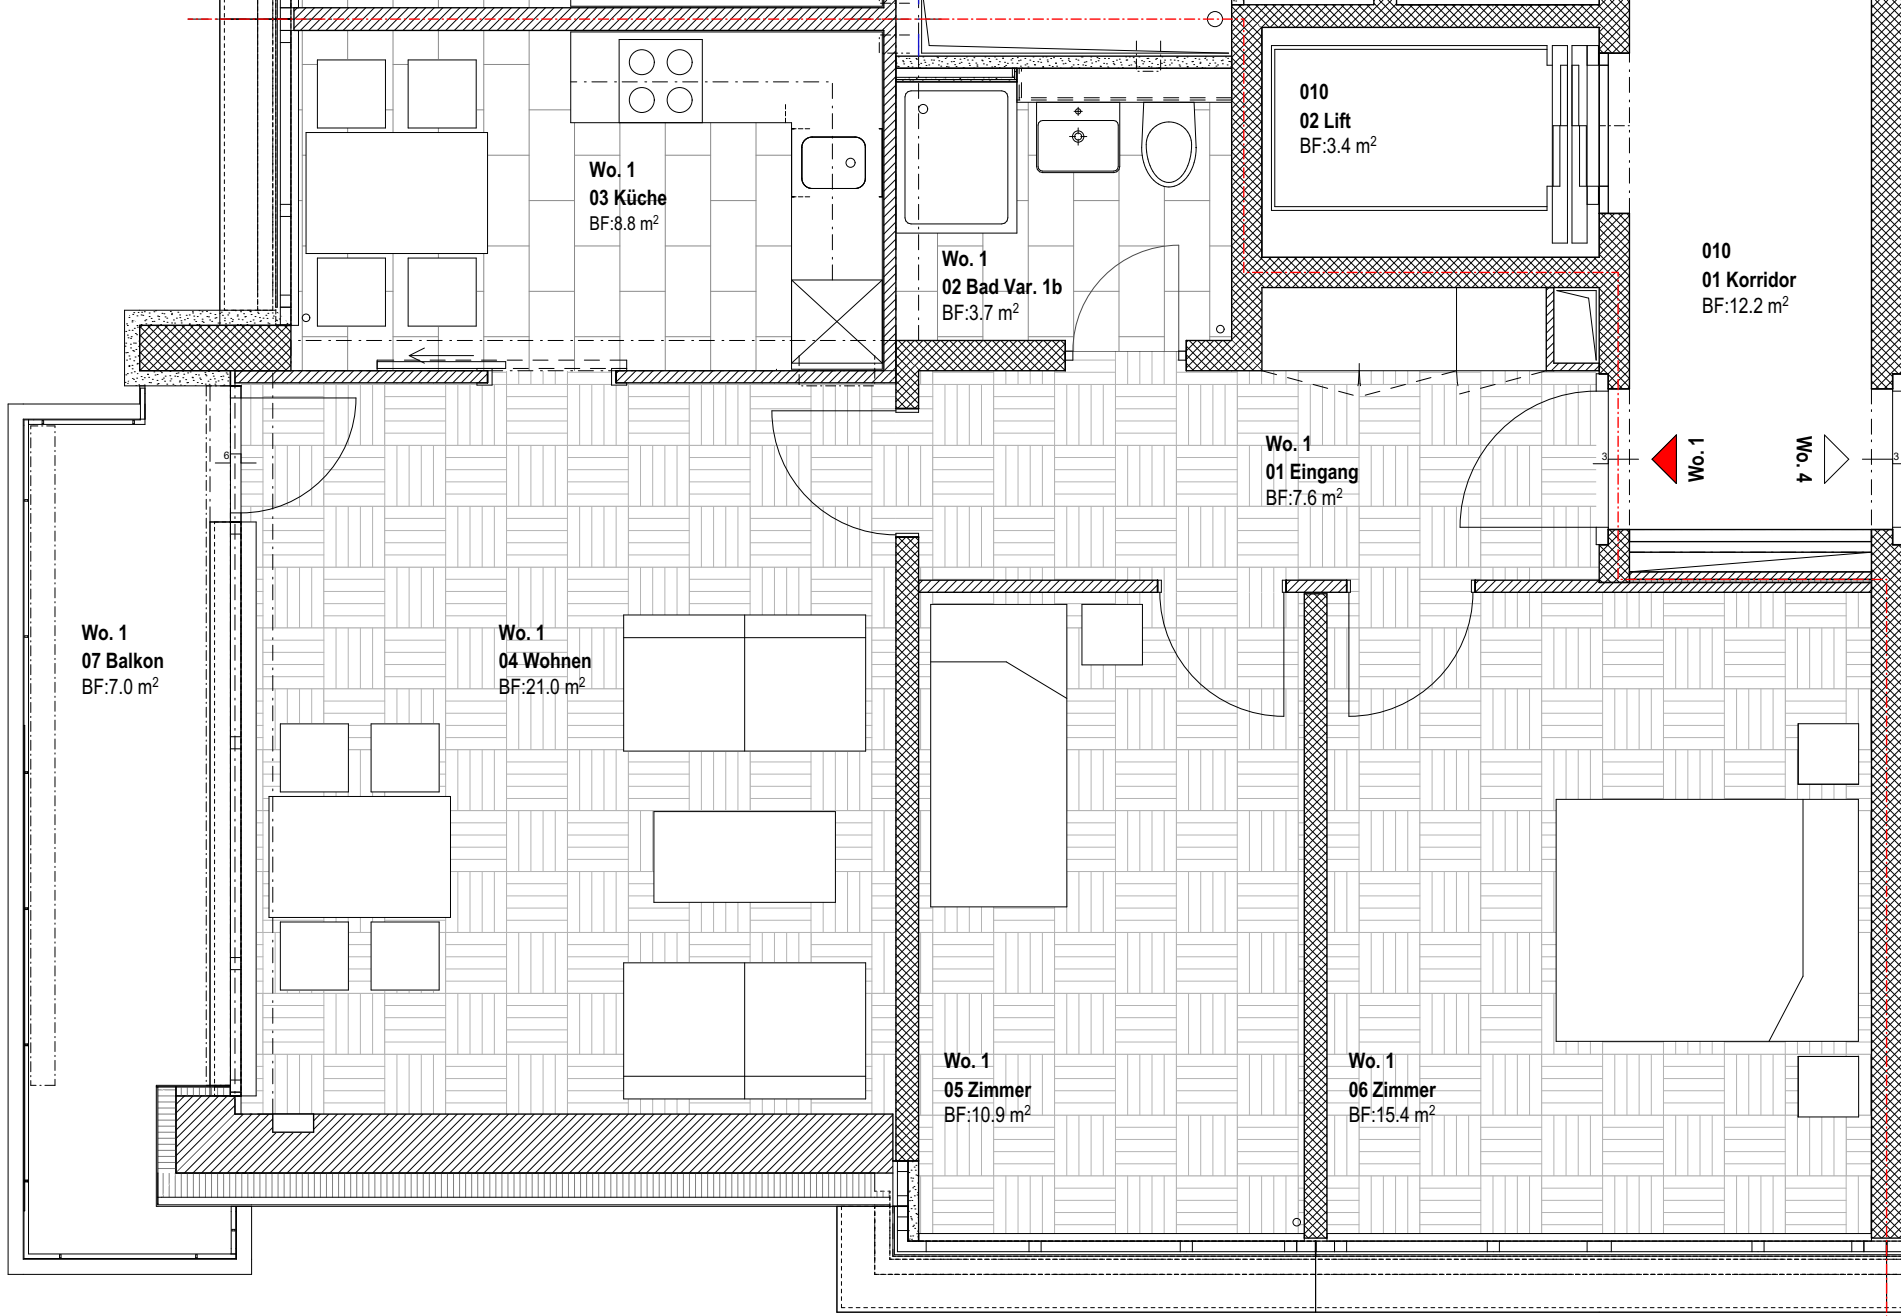 010
02 Lift
BF:3.4 m²
Wo. 1
03 Küche
BF:8.8 m²
Wo. 1
02 Bad Var. 1b
BF:3.7 m²
010
01 Korridor
BF:12.2 m²
Wo. 1
01 Eingang
BF:7.6 m²
6
3
Wo. 1
Wo. 4
3
Wo. 1
07 Balkon
BF:7.0 m²
Wo. 1
04 Wohnen
BF:21.0 m²
Wo. 1
05 Zimmer
BF:10.9 m²
Wo. 1
06 Zimmer
BF:15.4 m²